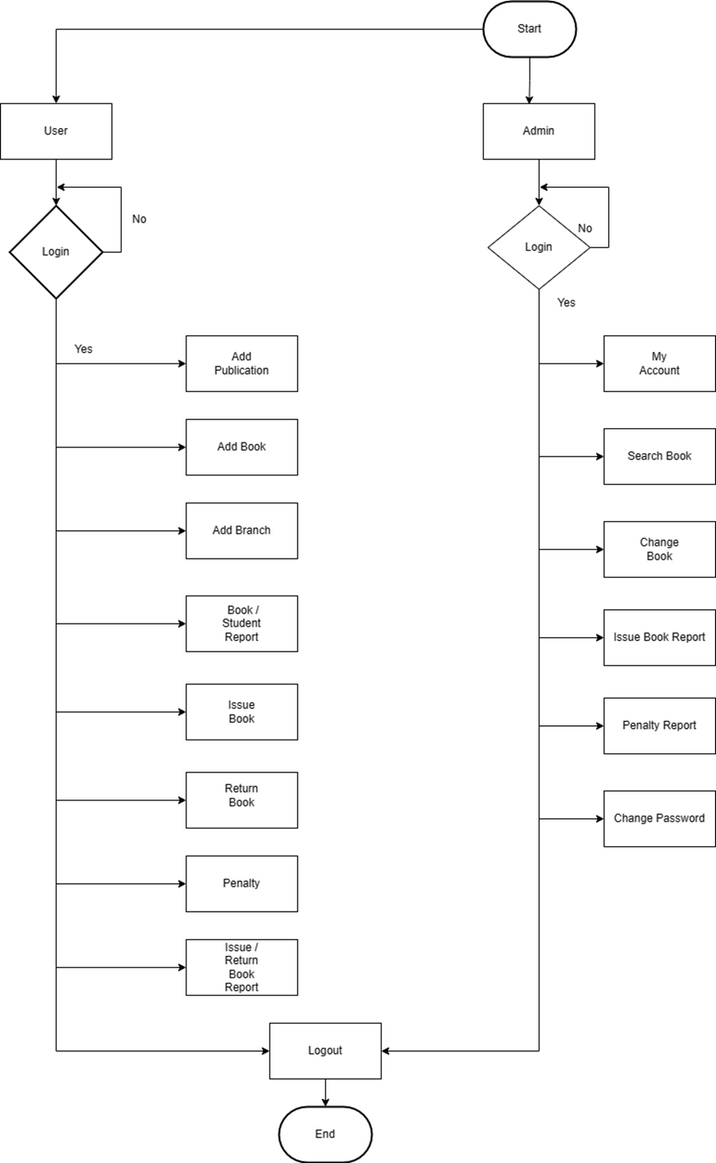 Start
User
Admin
No
Login
No
Login
Yes
Yes
Add
Publication
Add Book
Add Branch
Book /
Student
Report
Issue
Book
Return
Book
Penalty
Issue /
Return
Book
Report
My
Account
Search Book
Change
Book
Issue Book Report
Penalty Report
Change Password
Logout
End